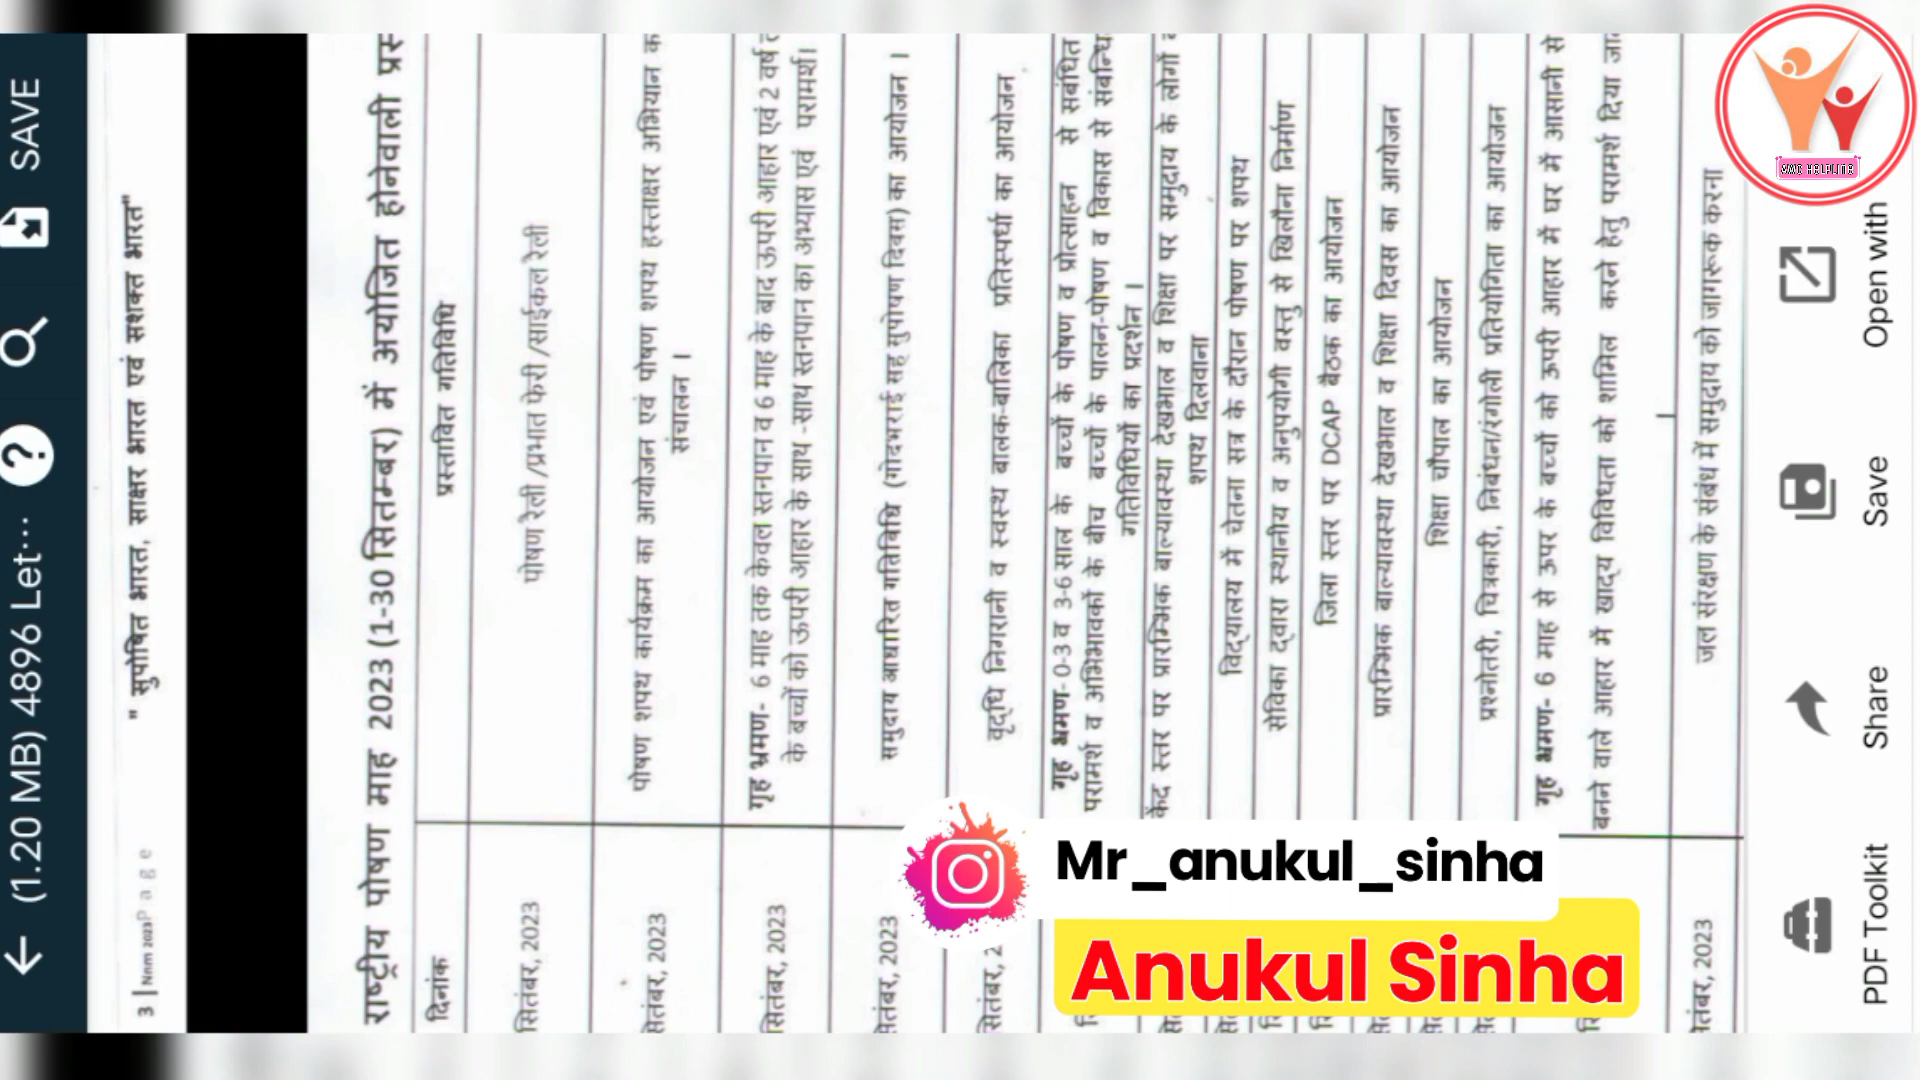 ← (1.20 MB) 4896 Let... SAVE
3 | Nnm 2023 P a g e
" सुपोषित भारत, साक्षर भारत एवं सशक्त भारत"
राष्ट्रीय पोषण माह 2023 (1-30 सितम्बर) में अयोजित होनेवाली
दिनांक प्रस्तावित गतिविधि
सितंबर, 2023 पोषण रैली /प्रभात फेरी /साईकल रैली
सितंबर, 2023 पोषण शपथ कार्यक्रम का आयोजन एवं पोषण शपथ हस्ताक्षर अभियान
संचालन ।
सितंबर, 2023 गृह भ्रमण- 6 माह तक केवल स्तनपान व 6 माह के बाद ऊपरी आहार एवं 2 वर्ष
के बच्चों को ऊपरी आहार के साथ -साथ स्तनपान का अभ्यास एवं परामर्श।
सितंबर, 2023 समुदाय आधारित गतिविधि (गोदभराई सह सुपोषण दिवस) का आयोजन ।
सितंबर, 2 वृद्धि निगरानी व स्वस्थ बालक-बालिका प्रतिस्पर्धा का आयोजन
गृह भ्रमण- 0-3 व 3-6 साल के बच्चों के पोषण व प्रोत्साहन से संबंधित
परामर्श व अभिभावकों के बीच बच्चों के पालन-पोषण व विकास से
गतिविधियों का प्रदर्शन ।
केंद्र स्तर पर प्रारम्भिक बाल्यावस्था देखभाल व शिक्षा पर समुदाय के लोगों
शपथ दिलवाना
विद्यालय में चेतना सत्र के दौरान पोषण पर शपथ
सेविका द्वारा स्थानीय व अनुपयोगी वस्तु से खिलौना निर्माण
जिला स्तर पर DCAP बैठक का आयोजन
प्रारम्भिक बाल्यावस्था देखभाल व शिक्षा दिवस का आयोजन
शिक्षा चौपाल का आयोजन
प्रश्नोतरी, चित्रकारी, निबंधन/रंगोली प्रतियोगिता का आयोजन
गृह भ्रमण- 6 माह से ऊपर के बच्चों को ऊपरी आहार में घर में आसानी से
बनने वाले आहार में खाद्य विविधता को शामिल करने हेतु परामर्श दिया
।
सितंबर, 2023 जल संरक्षण के संबंध में समुदाय को जागरूक करना
PDF Toolkit Share Save Open with
Mr_anukul_sinha
Anukul Sinha